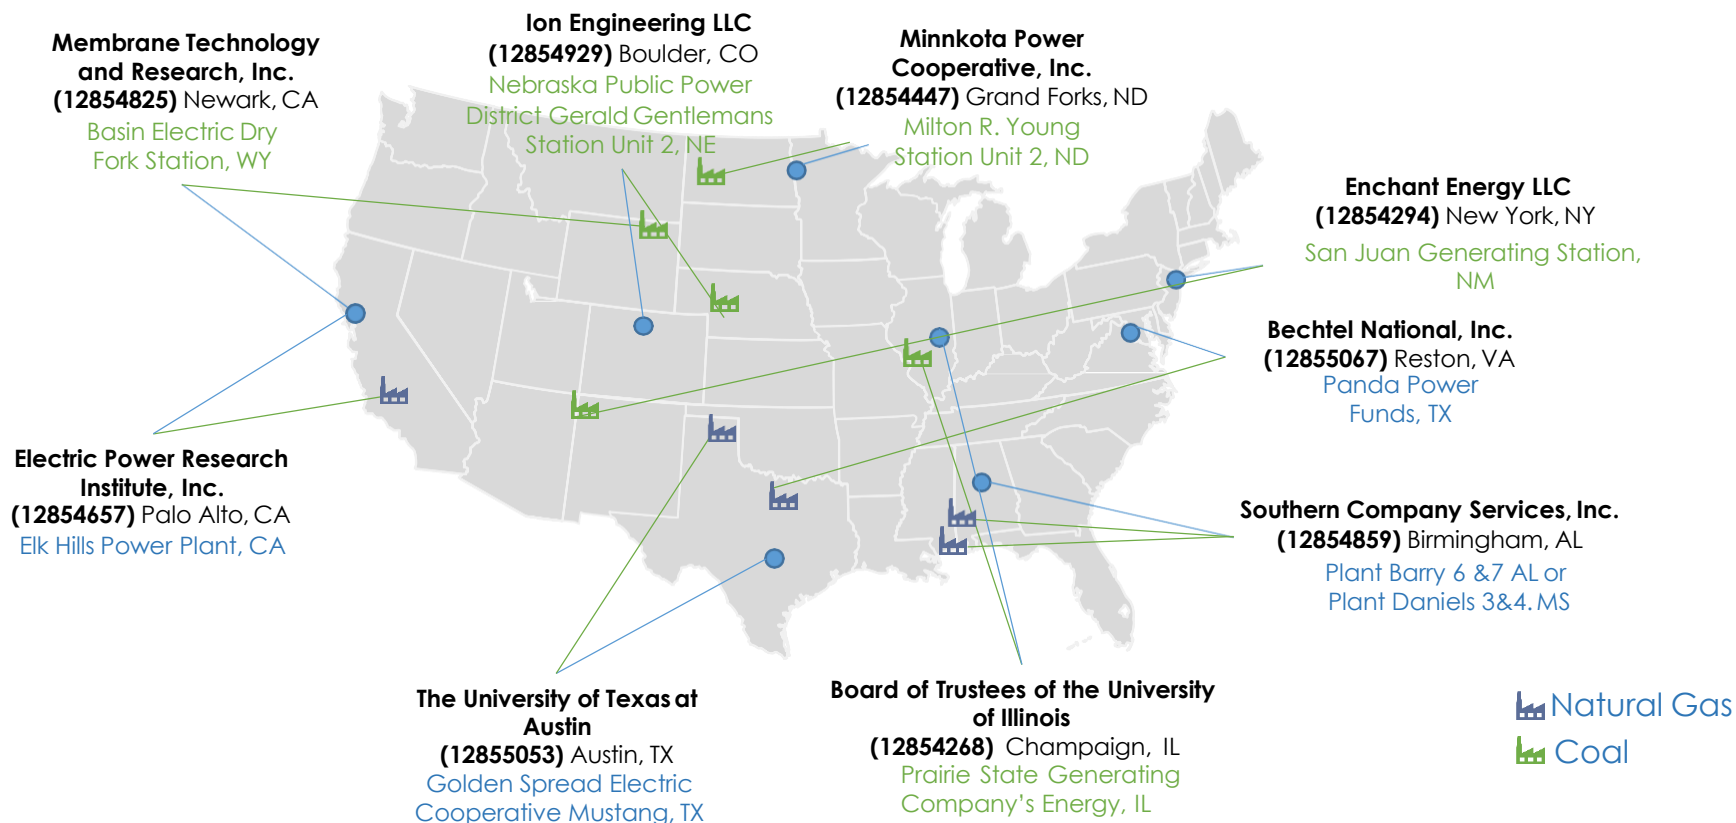 Membrane Technology
and Research, Inc.
(12854825) Newark, CA
Basin Electric Dry
Fork Station, WY
Ion Engineering LLC
(12854929) Boulder, CO
Nebraska Public Power
District Gerald Gentlemans
Station Unit 2, NE
Minnkota Power
Cooperative, Inc.
(12854447) Grand Forks, ND
Milton R. Young
Station Unit 2, ND
Enchant Energy LLC
(12854294) New York, NY
San Juan Generating Station,
NM
Bechtel National, Inc.
(12855067) Reston, VA
Panda Power
Funds, TX
Electric Power Research
Institute, Inc.
(12854657) Palo Alto, CA
Elk Hills Power Plant, CA
Southern Company Services, Inc.
(12854859) Birmingham, AL
Plant Barry 6 &7 AL or
Plant Daniels 3&4. MS
The University of Texas at
Austin
(12855053) Austin, TX
Golden Spread Electric
Cooperative Mustang, TX
Board of Trustees of the University
of Illinois
(12854268) Champaign, IL
Prairie State Generating
Company's Energy, IL
Natural Gas
Coal